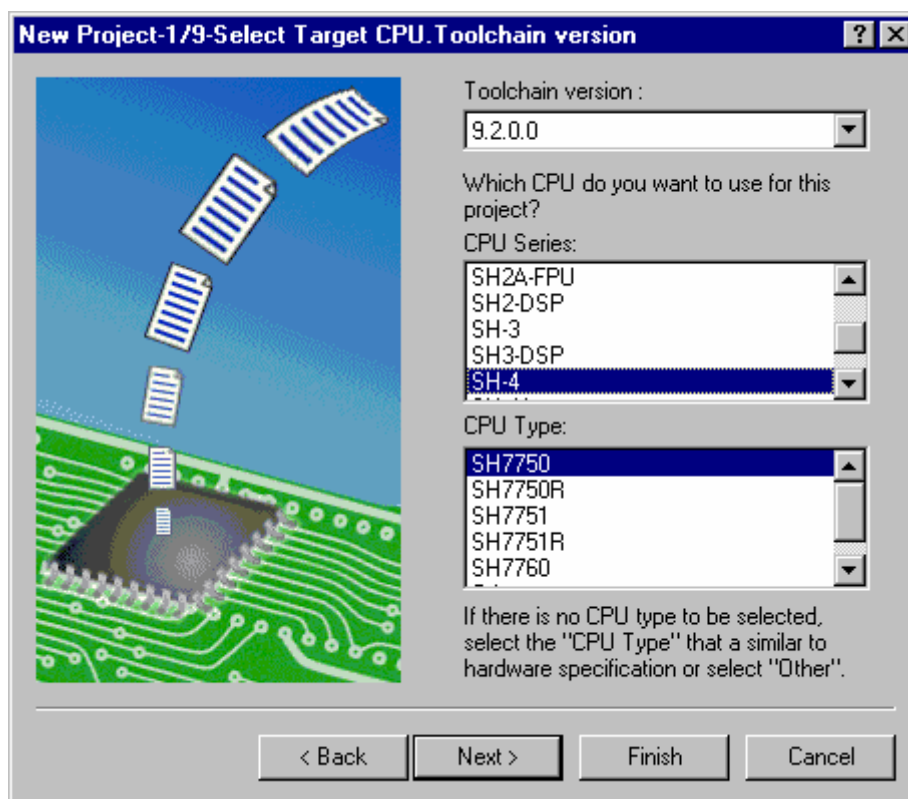 New Project-1/9-Select Target CPU.Toolchain version
Toolchain version :
9.2.0.0
Which CPU do you want to use for this
project?
CPU Series:
SH2A-FPU
SH2-DSP
SH-3
SH3-DSP
SH-4
CPU Type:
SH7750
SH7750R
SH7751
SH7751R
SH7760
If there is no CPU type to be selected,
select the "CPU Type" that a similar to
hardware specification or select "Other".
< Back
Next >
Finish
Cancel